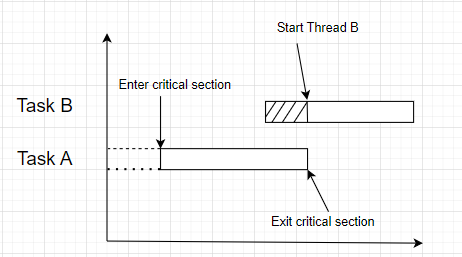 Start Thread B
Enter critical section
Task B
Task A
Exit critical section